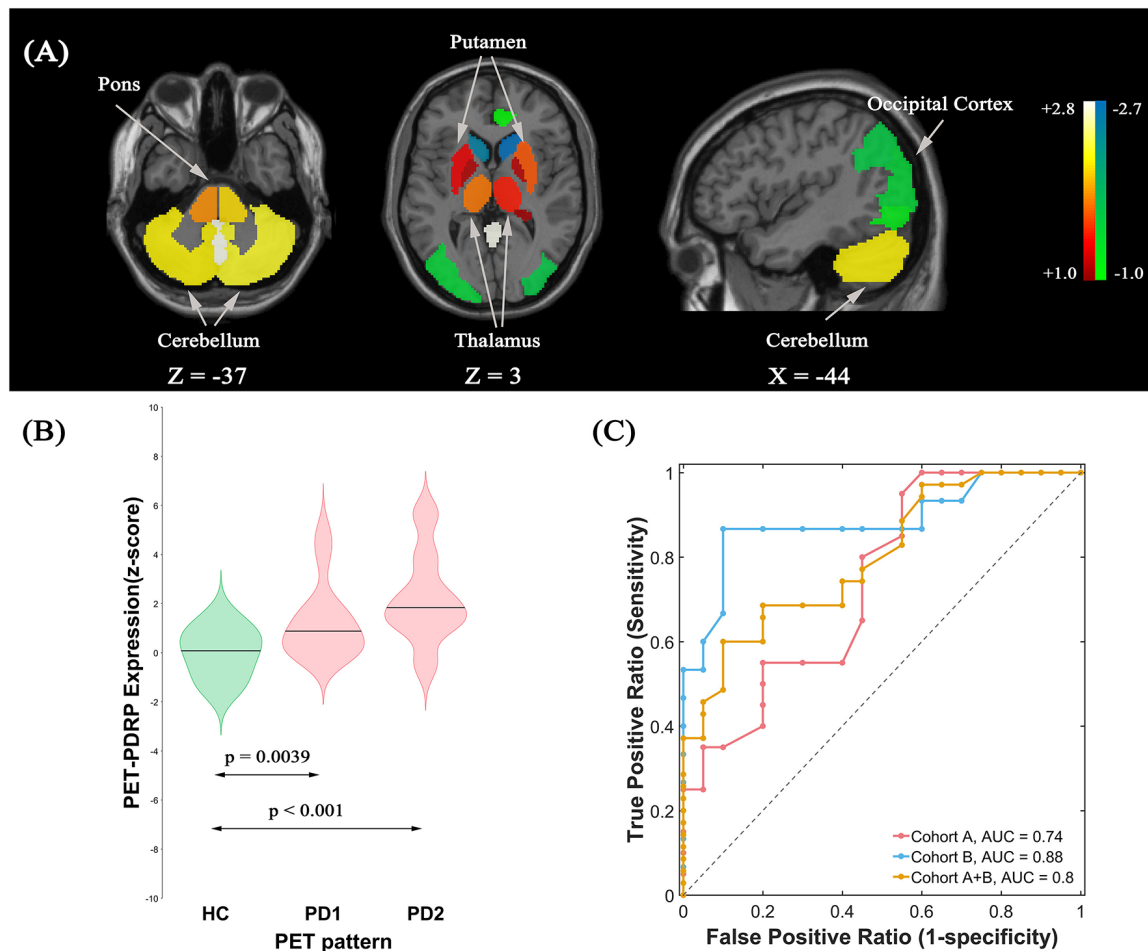 (A)
Pons
Putamen
Occipital Cortex
+2.8
-2.7
+1.0
-1.0
Cerebellum
Thalamus
Cerebellum
Z = -37
Z = 3
X = -44
(B)
PET-PDRP Expression(z-score)
10
8
6
4
2
0
-2
-4
-6
-8
-10
p = 0.0039
p < 0.001
HC
PD1
PD2
PET pattern
(C)
True Positive Ratio (Sensitivity)
1
0.8
0.6
0.4
0.2
0
Cohort A, AUC = 0.74
Cohort B, AUC = 0.88
Cohort A+B, AUC = 0.8
0
0.2
0.4
0.6
0.8
1
False Positive Ratio (1-specificity)